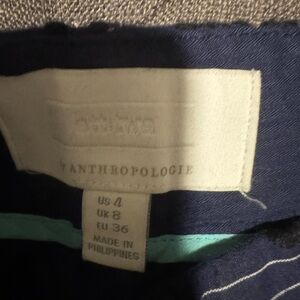 ANTHROPOLOGIE
US 4
UK 8
EU 36
MADE IN
PHILIPPINES